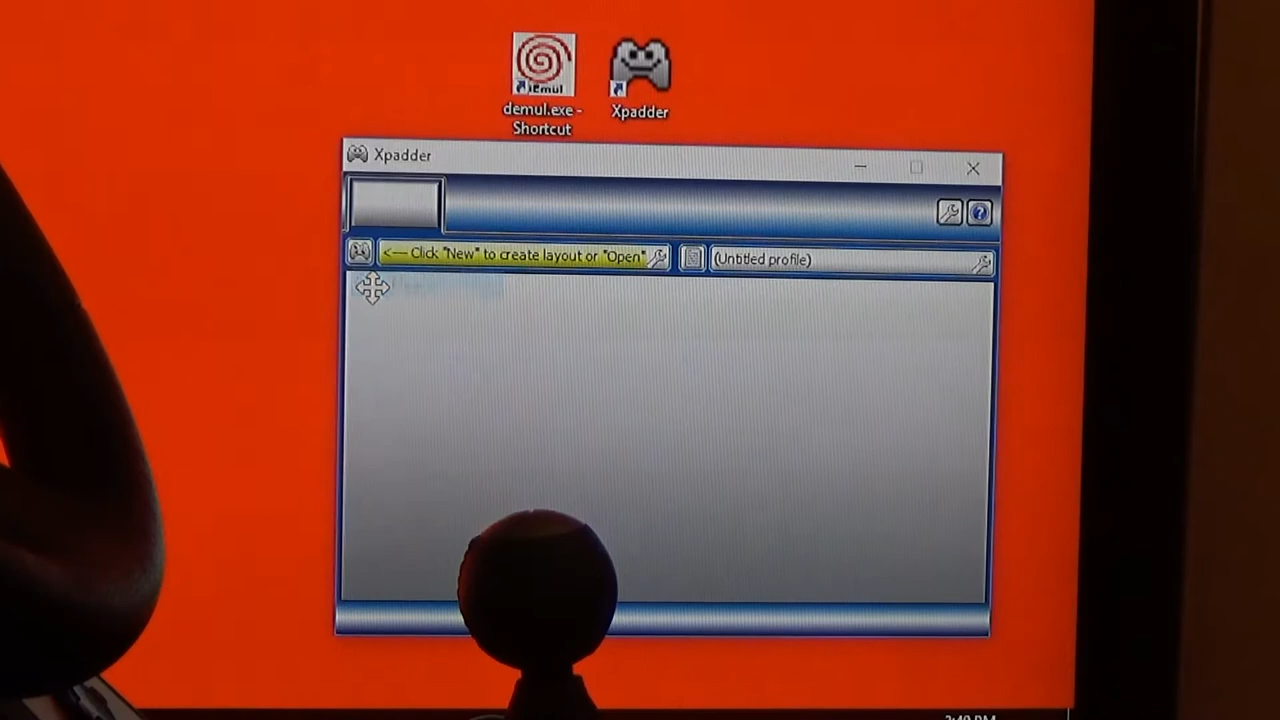 demul.exe -
Shortcut
Xpadder
Xpadder
<--- Click "New" to create layout or "Open"
(Untitled profile)